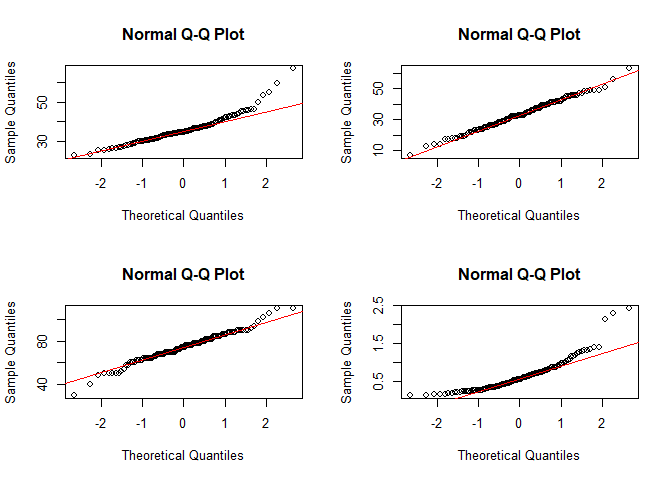 Normal Q-Q Plot
Sample Quantiles
30
50
-2 -1 0 1 2
Theoretical Quantiles
Normal Q-Q Plot
Sample Quantiles
10
30
50
-2 -1 0 1 2
Theoretical Quantiles
Normal Q-Q Plot
Sample Quantiles
40
80
-2 -1 0 1 2
Theoretical Quantiles
Normal Q-Q Plot
Sample Quantiles
0.5
1.5
2.5
-2 -1 0 1 2
Theoretical Quantiles